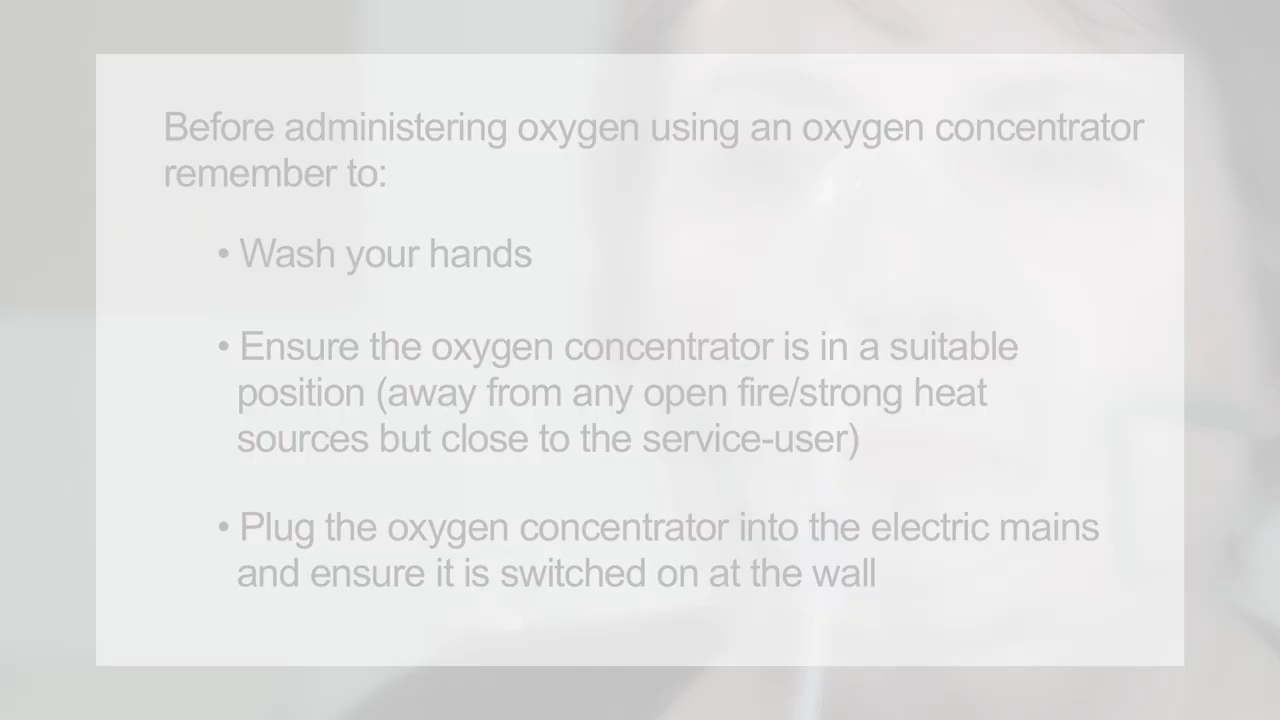 Before administering oxygen using an oxygen concentrator
remember to:
• Wash your hands
• Ensure the oxygen concentrator is in a suitable
position (away from any open fire/strong heat
sources but close to the service-user)
• Plug the oxygen concentrator into the electric mains
and ensure it is switched on at the wall